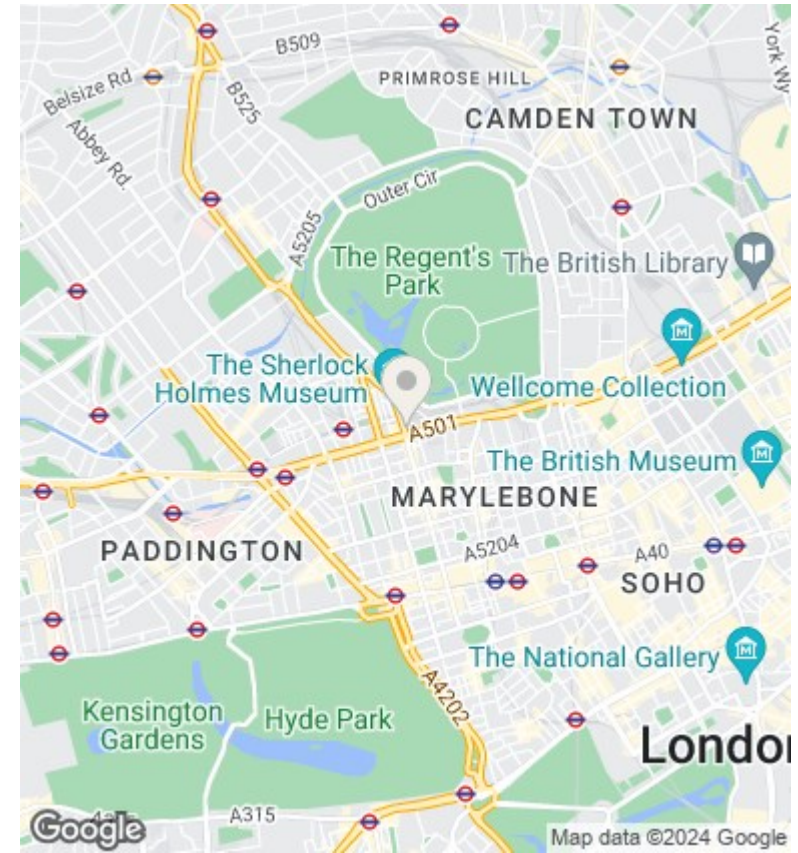 B509
York Wy
Belsize Rd
B525
PRIMROSE HILL
CAMDEN TOWN
Abbey Rd.
Outer Cir
A5205
The Regent's
Park
The British Library
The Sherlock
Holmes Museum
Wellcome Collection
A501
The British Museum
MARYLEBONE
PADDINGTON
A5204
A40
SOHO
The National Gallery
A4202
Kensington
Gardens
Hyde Park
London
A315
A315
Google
Map data ©2024 Google